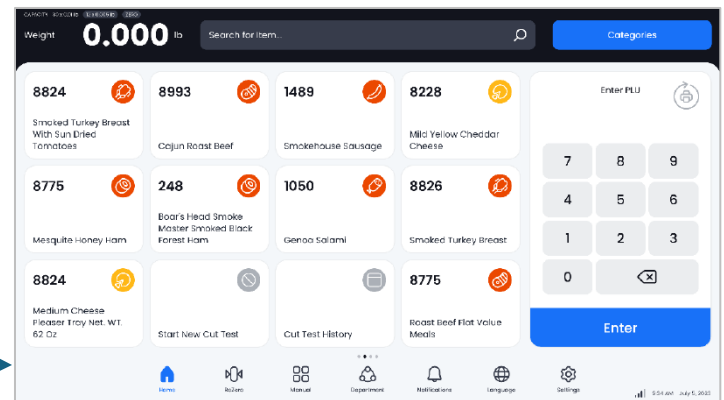 Weight 0.000 lb
Search for Item...
Categories
8824
Smoked Turkey Breast
With Sun Dried
Tomatoes
8993
Cajun Roast Beef
1489
Smokehouse Sausage
8228
Mild Yellow Cheddar
Cheese
Enter PLU
8775
Mesquite Honey Ham
248
Boar's Head Smoke
Master Smoked Black
Forest Ham
1050
Genoa Salami
8826
Smoked Turkey Breast
7 8 9
4 5 6
1 2 3
0
8824
Medium Cheese
Pleaser Tray Net. WT.
62 Oz
Start New Cut Test
Cut Test History
8775
Roast Beef Flat Value
Meals
Enter
Home
ReZero
Manual
Department
Notifications
Language
Settings